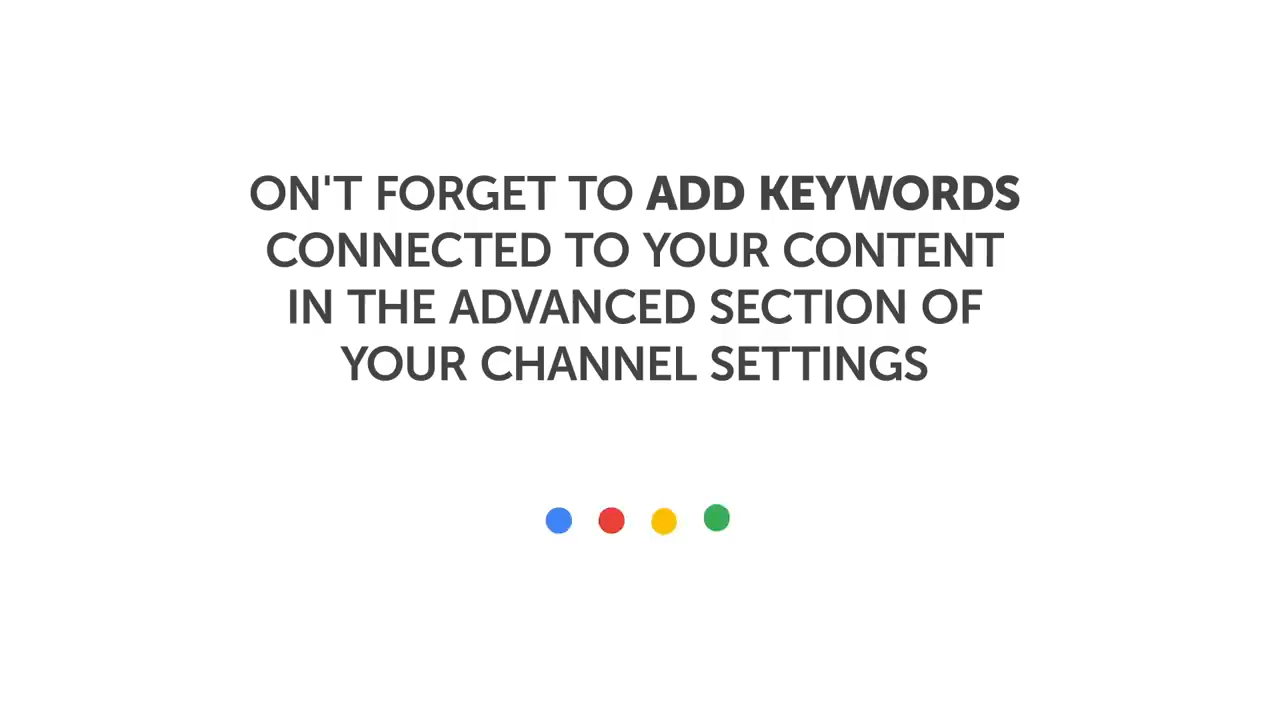 ON'T FORGET TO ADD KEYWORDS
CONNECTED TO YOUR CONTENT
IN THE ADVANCED SECTION OF
YOUR CHANNEL SETTINGS